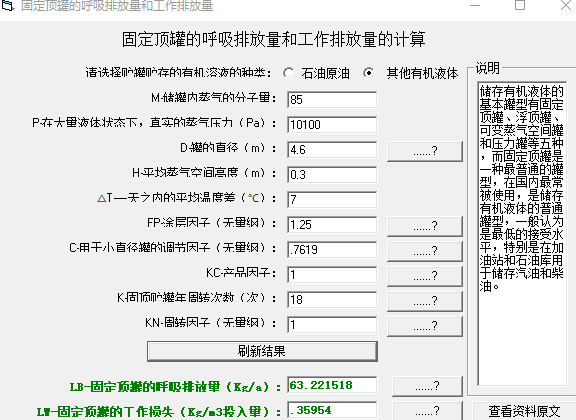 固定顶罐的呼吸排放量和工作排放量
固定顶罐的呼吸排放量和工作排放量的计算
请选择贮罐贮存的有机溶液的种类： 石油原油 其他有机液体
M-储罐内蒸气的分子量： 85
P-在大量液体状态下，真实的蒸气压力（Pa）： 10100
D-罐的直径（m）： 4.6 ......?
H-平均蒸气空间高度（m）： 0.3
△T—天之内的平均温度差（℃） 7
FP-涂层因子（无量纲）： 1.25 ......?
C-用于小直径罐的调节因子（无量纲）： .7619 ......?
KC-产品因子： 1 ......?
K-固顶贮罐年周转次数（次）： 18 ......?
KN-周转因子（无量纲）： 1 ......?
刷新结果
LB-固定顶罐的呼吸排放量（Kg/a）： 63.221518 ......?
LW-固定顶罐的工作损失（Kg/m3投入量）： .35954 ......?
说明
储存有机液体的
基本罐型有固定
顶罐、浮顶罐、
可变蒸气空间罐
和压力罐等五种
，而固定顶罐是
一种最普通的罐
型，在国内最常
被使用，是储存
有机液体的普通
罐型，一般认为
是最低的接受水
平，特别是在加
油站和石油库用
于储存汽油和柴
油。
查看资料原文